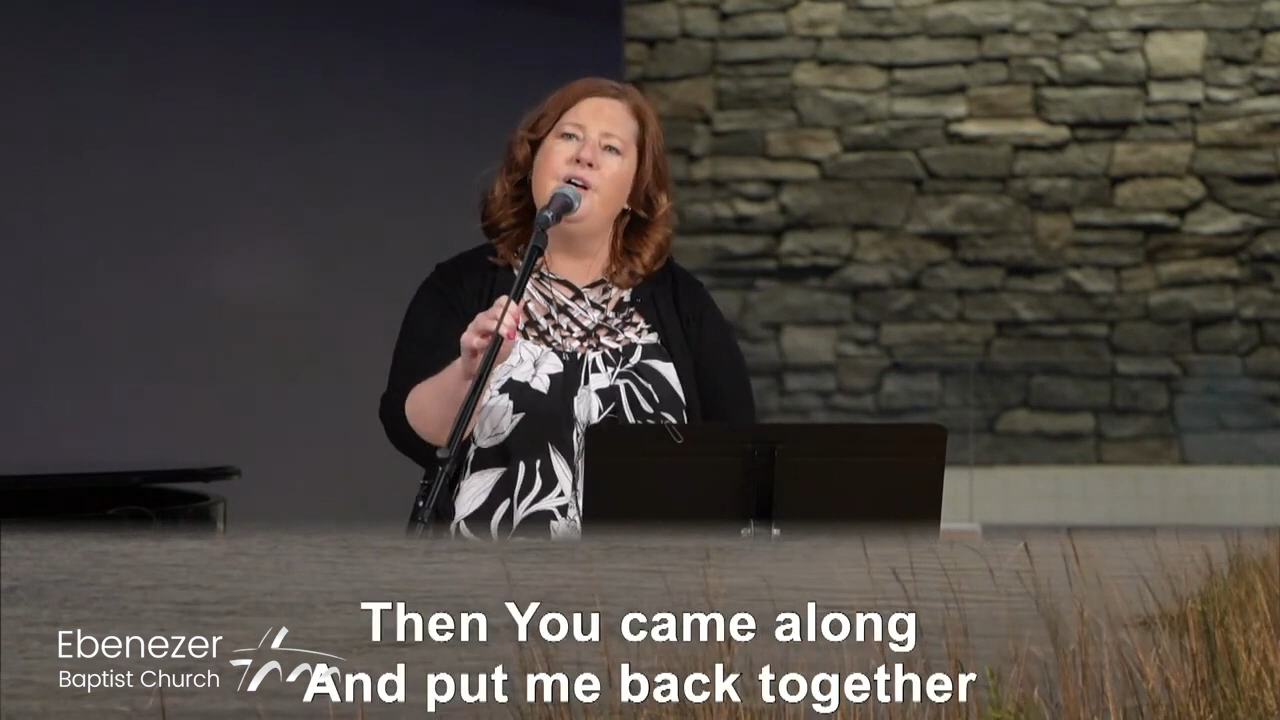 Then You came along
And put me back together
Ebenezer
Baptist Church